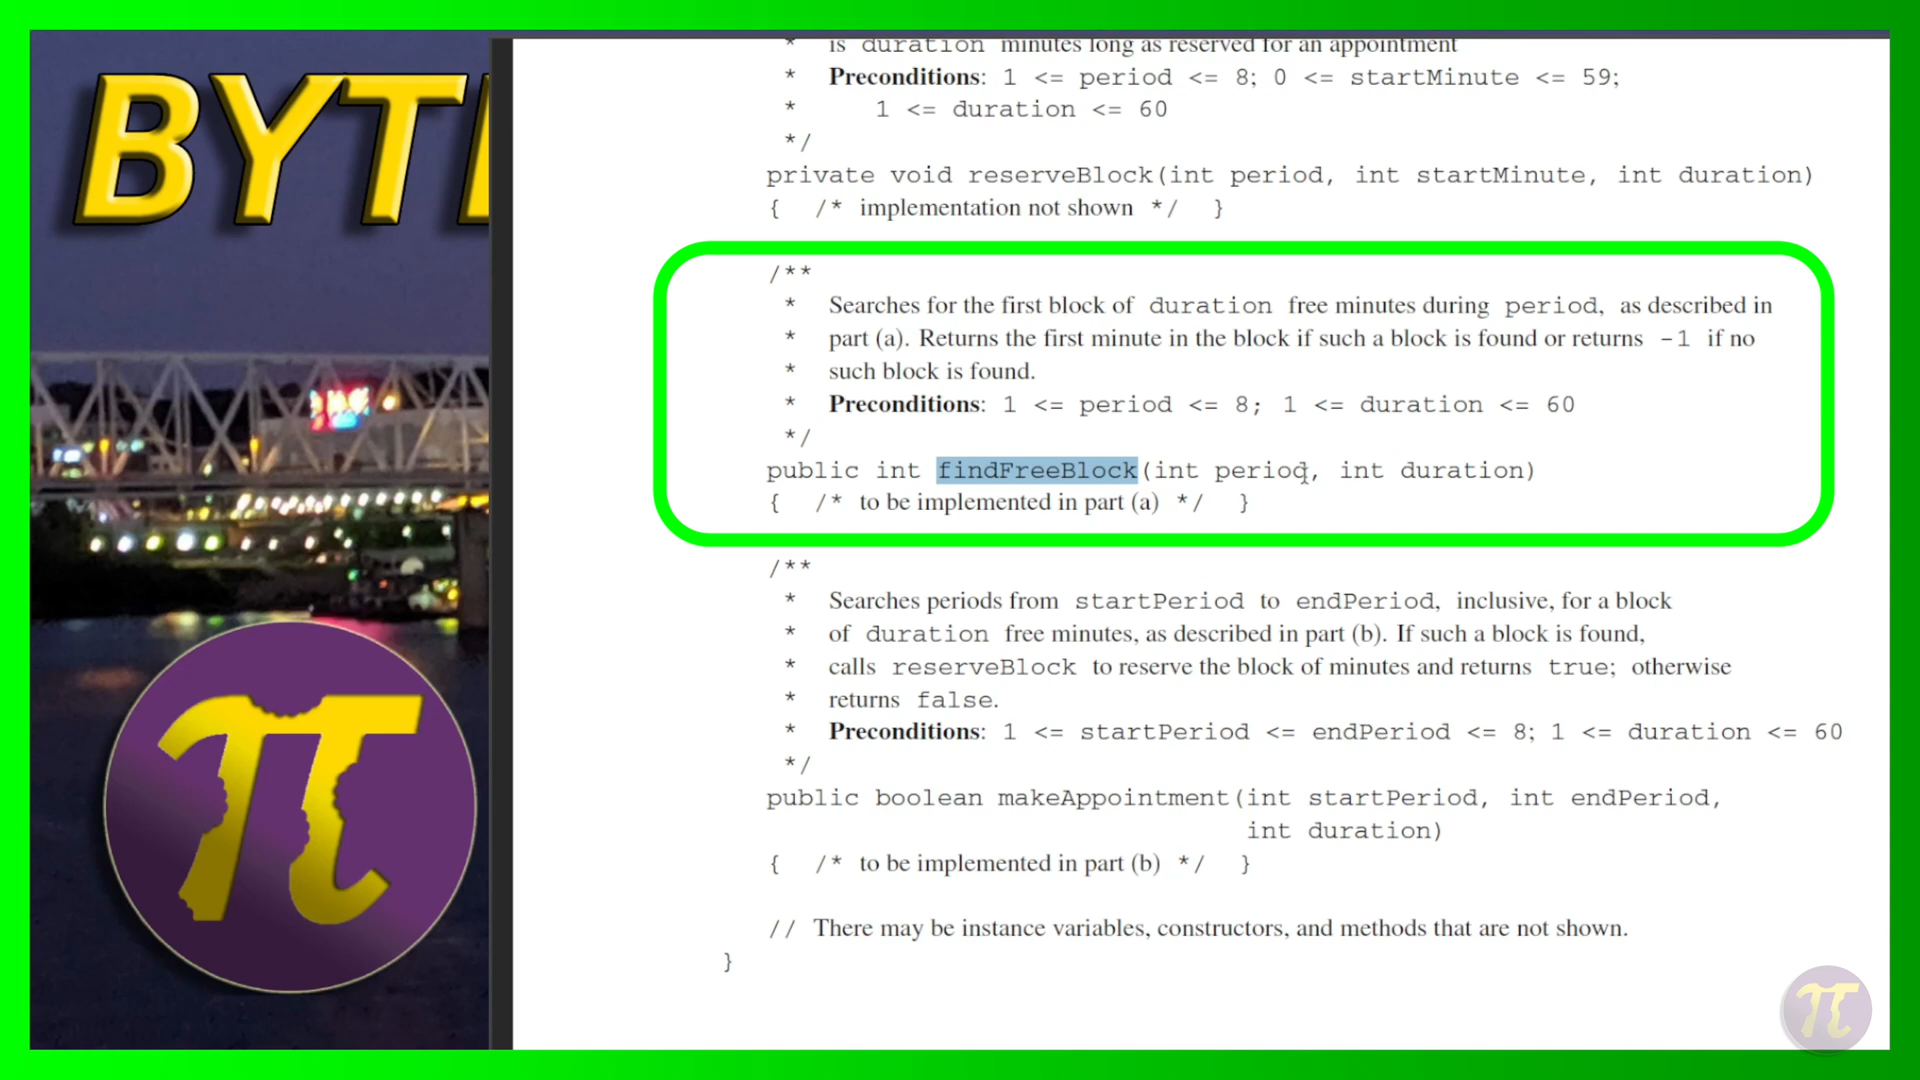 BYT
* is duration minutes long as reserved for an appointment
* Preconditions: 1 <= period <= 8; 0 <= startMinute <= 59;
* 1 <= duration <= 60
*/
private void reserveBlock(int period, int startMinute, int duration)
{ /* implementation not shown */ }
/**
* Searches for the first block of duration free minutes during period, as described in
* part (a). Returns the first minute in the block if such a block is found or returns -1 if no
* such block is found.
* Preconditions: 1 <= period <= 8; 1 <= duration <= 60
*/
public int findFreeBlock(int period, int duration)
{ /* to be implemented in part (a) */ }
/**
* Searches periods from startPeriod to endPeriod, inclusive, for a block
* of duration free minutes, as described in part (b). If such a block is found,
* calls reserveBlock to reserve the block of minutes and returns true; otherwise
* returns false.
* Preconditions: 1 <= startPeriod <= endPeriod <= 8; 1 <= duration <= 60
*/
public boolean makeAppointment(int startPeriod, int endPeriod,
int duration)
{ /* to be implemented in part (b) */ }
// There may be instance variables, constructors, and methods that are not shown.
}
π
π